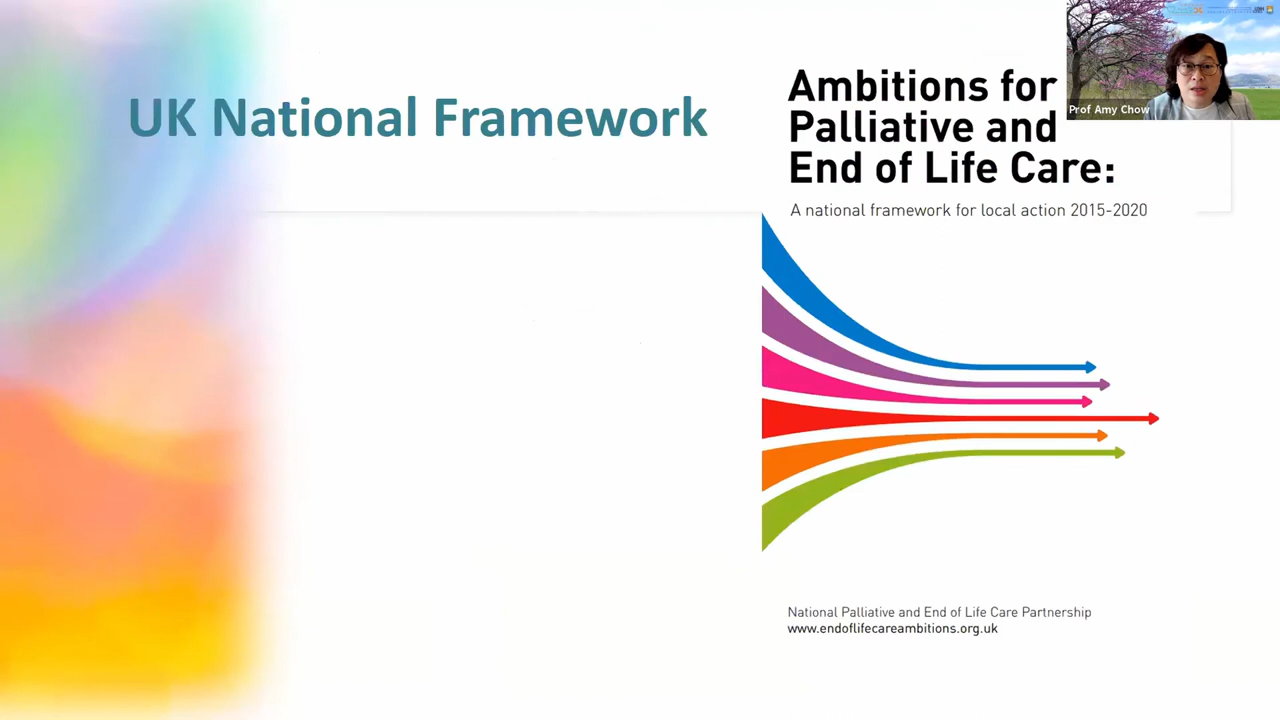 UK National Framework
Ambitions for
Palliative and
End of Life Care:
A national framework for local action 2015-2020
National Palliative and End of Life Care Partnership
www.endoflifecareambitions.org.uk
Prof Amy Chow